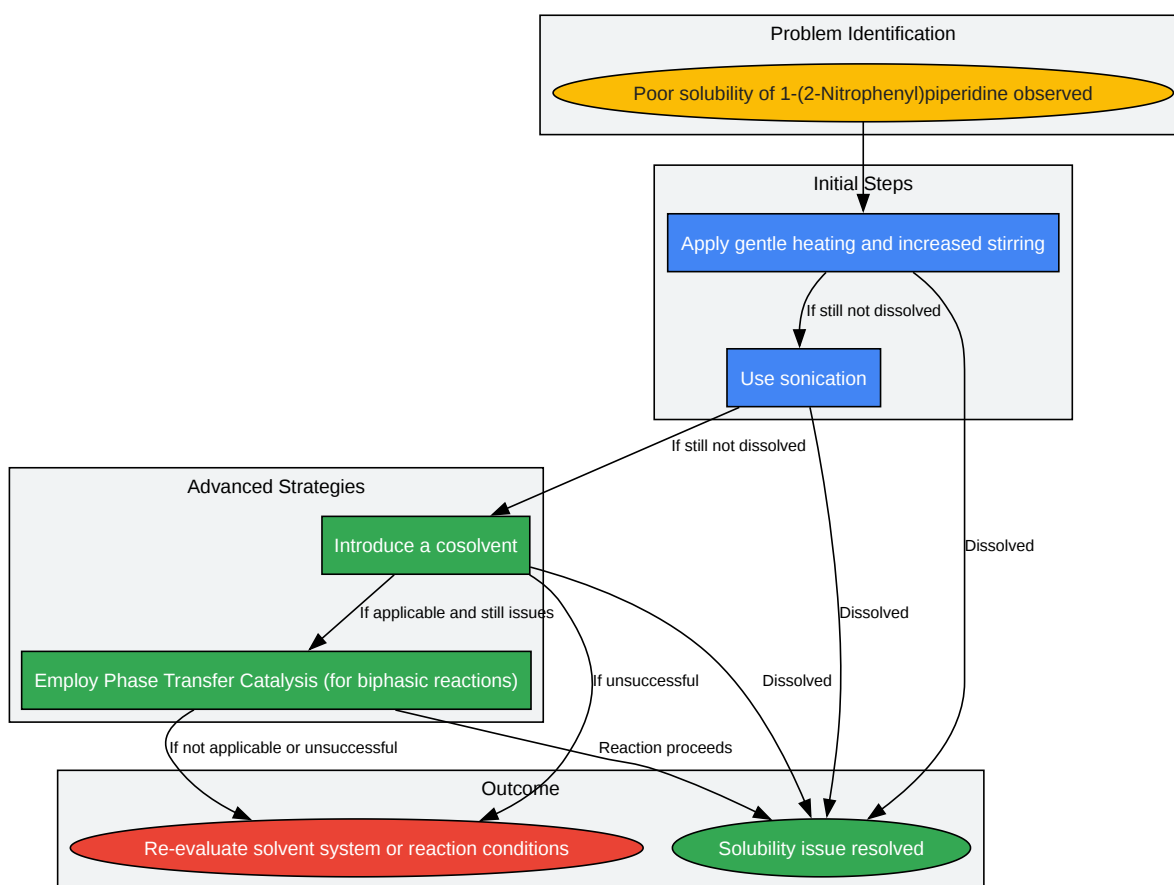 Problem Identification
Poor solubility of 1-(2-Nitrophenyl)piperidine observed
Initial Steps
Apply gentle heating and increased stirring
If still not dissolved
Use sonication
If still not dissolved
Advanced Strategies
Introduce a cosolvent
Dissolved
If applicable and still issues
Dissolved
Employ Phase Transfer Catalysis (for biphasic reactions)
If unsuccessful
Dissolved
If not applicable or unsuccessful
Reaction proceeds
Outcome
Re-evaluate solvent system or reaction conditions
Solubility issue resolved